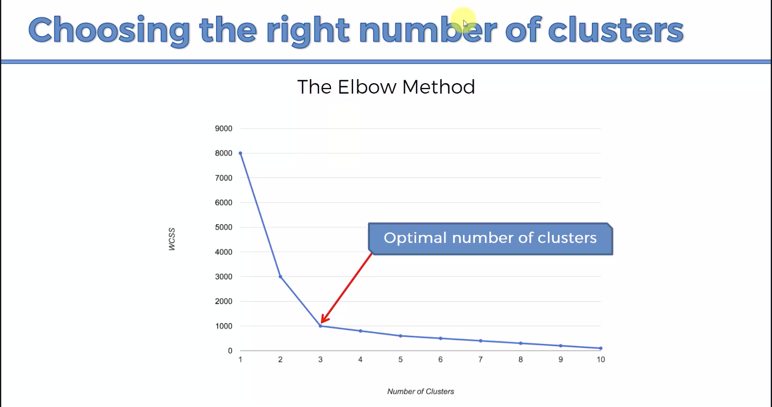 Choosing the right number of clusters
The Elbow Method
9000
8000
7000
6000
5000
4000
3000
2000
1000
0
WCSS
Optimal number of clusters
1 2 3 4 5 6 7 8 9 10
Number of Clusters